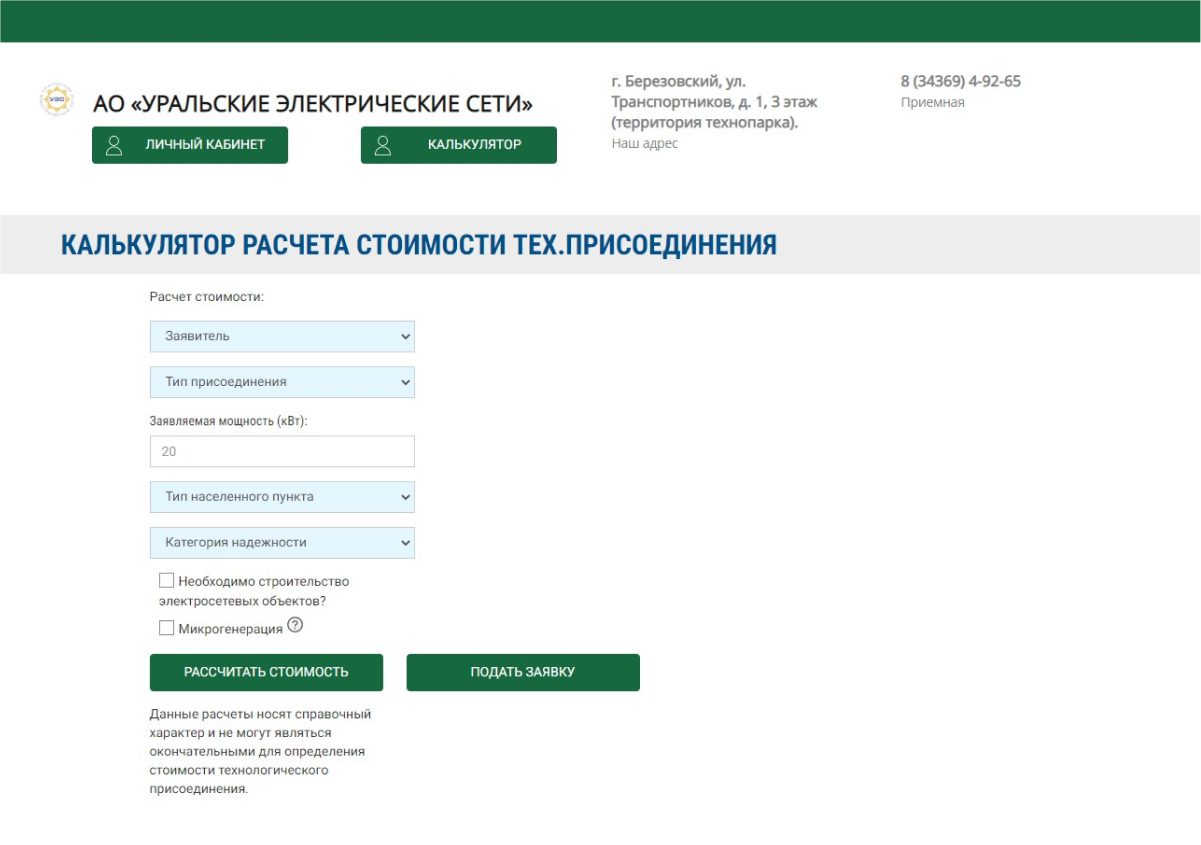 УЭС
АО «УРАЛЬСКИЕ ЭЛЕКТРИЧЕСКИЕ СЕТИ»
ЛИЧНЫЙ КАБИНЕТ
КАЛЬКУЛЯТОР
г. Березовский, ул.
Транспортников, д. 1, 3 этаж
(территория технопарка).
Наш адрес
8 (34369) 4-92-65
Приемная
КАЛЬКУЛЯТОР РАСЧЕТА СТОИМОСТИ ТЕХ.ПРИСОЕДИНЕНИЯ
Расчет стоимости:
Заявитель
Тип присоединения
Заявляемая мощность (кВт):
20
Тип населенного пункта
Категория надежности
Необходимо строительство
электросетевых объектов?
Микрогенерация ?
РАССЧИТАТЬ СТОИМОСТЬ
ПОДАТЬ ЗАЯВКУ
Данные расчеты носят справочный
характер и не могут являться
окончательными для определения
стоимости технологического
присоединения.